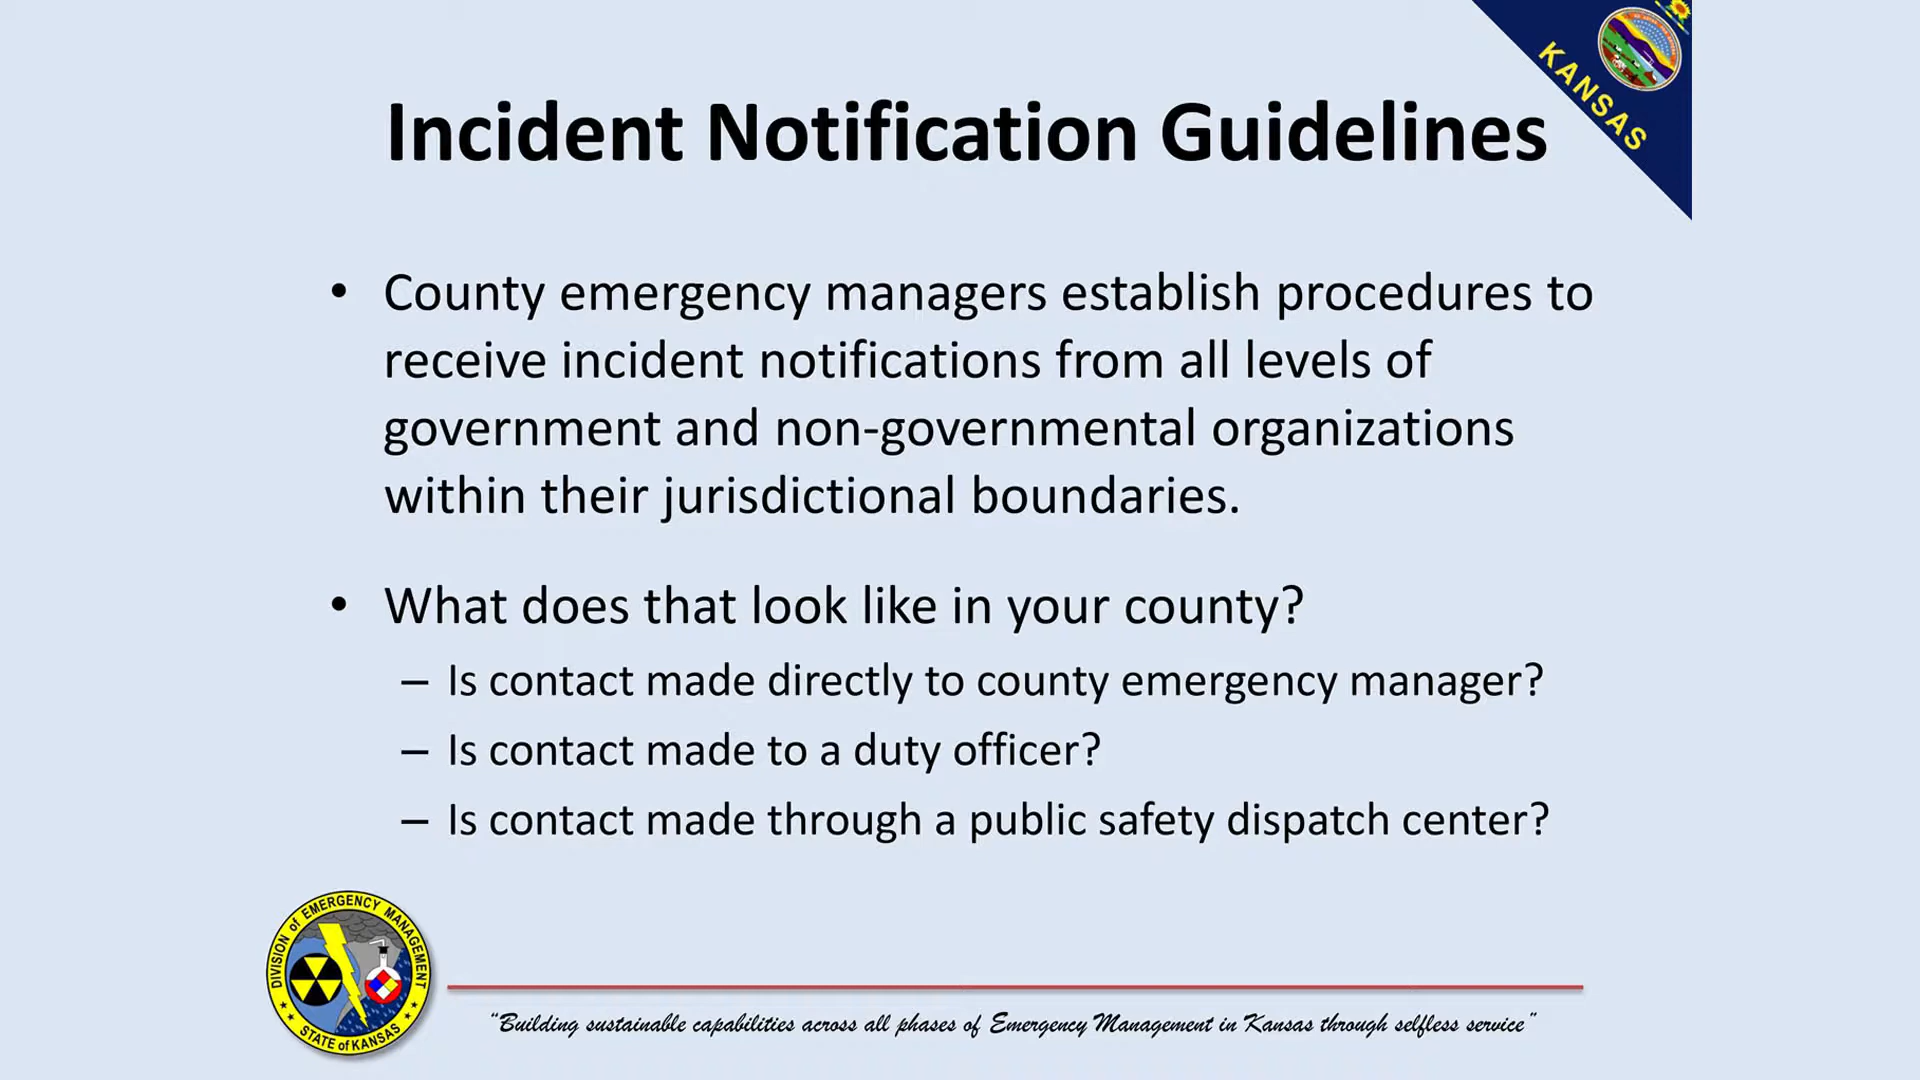 KANSAS
Incident Notification Guidelines
• County emergency managers establish procedures to
receive incident notifications from all levels of
government and non-governmental organizations
within their jurisdictional boundaries.
• What does that look like in your county?
– Is contact made directly to county emergency manager?
– Is contact made to a duty officer?
– Is contact made through a public safety dispatch center?
DIVISION of EMERGENCY MANAGEMENT
STATE of KANSAS
“Building sustainable capabilities across all phases of Emergency Management in Kansas through selfless service”